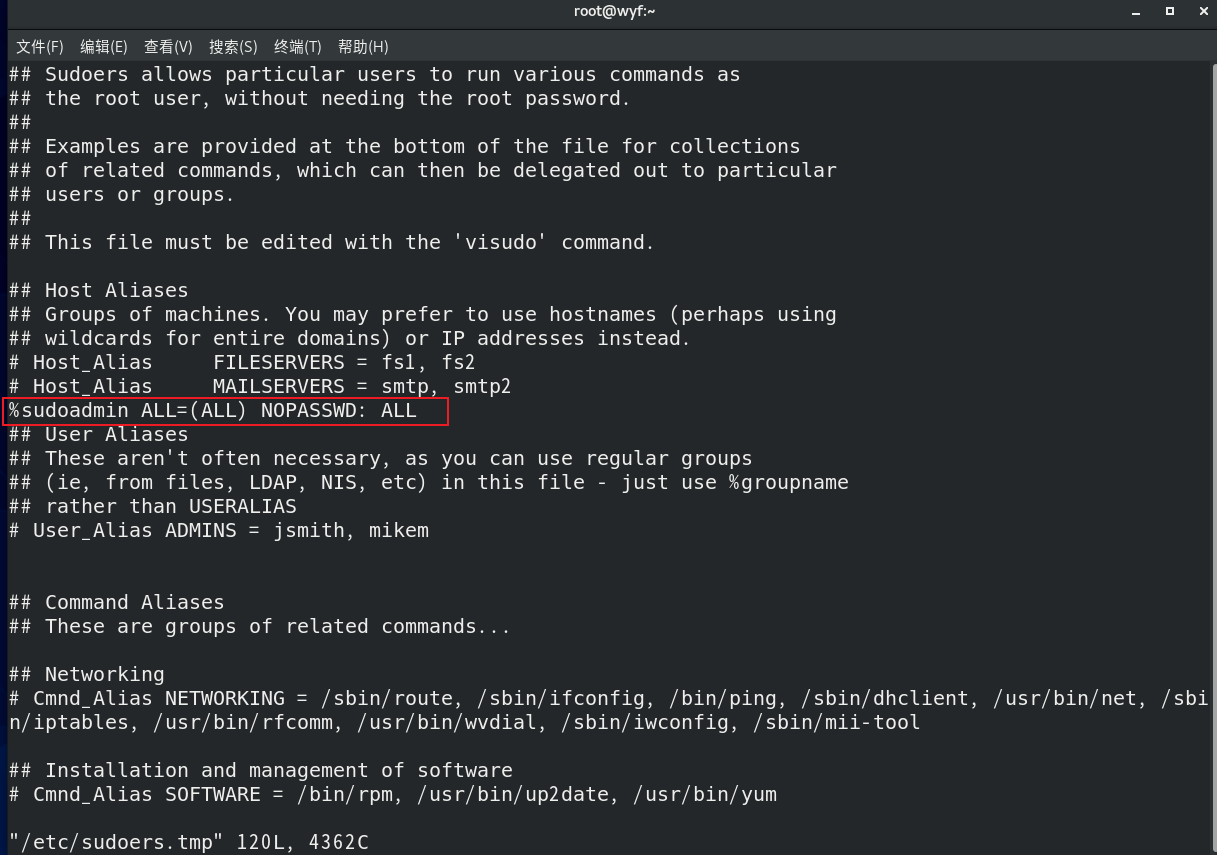 root@wyf:~
文件(F) 编辑(E) 查看(V) 搜索(S) 终端(T) 帮助(H)
## Sudoers allows particular users to run various commands as
## the root user, without needing the root password.
##
## Examples are provided at the bottom of the file for collections
## of related commands, which can then be delegated out to particular
## users or groups.
##
## This file must be edited with the 'visudo' command.
## Host Aliases
## Groups of machines. You may prefer to use hostnames (perhaps using
## wildcards for entire domains) or IP addresses instead.
# Host_Alias     FILESERVERS = fs1, fs2
# Host_Alias     MAILSERVERS = smtp, smtp2
%sudoadmin ALL=(ALL) NOPASSWD: ALL
## User Aliases
## These aren't often necessary, as you can use regular groups
## (ie, from files, LDAP, NIS, etc) in this file - just use %groupname
## rather than USERALIAS
# User_Alias ADMINS = jsmith, mikem
## Command Aliases
## These are groups of related commands...
## Networking
# Cmnd_Alias NETWORKING = /sbin/route, /sbin/ifconfig, /bin/ping, /sbin/dhclient, /usr/bin/net, /sbi
n/iptables, /usr/bin/rfcomm, /usr/bin/wvdial, /sbin/iwconfig, /sbin/mii-tool
## Installation and management of software
# Cmnd_Alias SOFTWARE = /bin/rpm, /usr/bin/up2date, /usr/bin/yum
"/etc/sudoers.tmp" 120L, 4362C